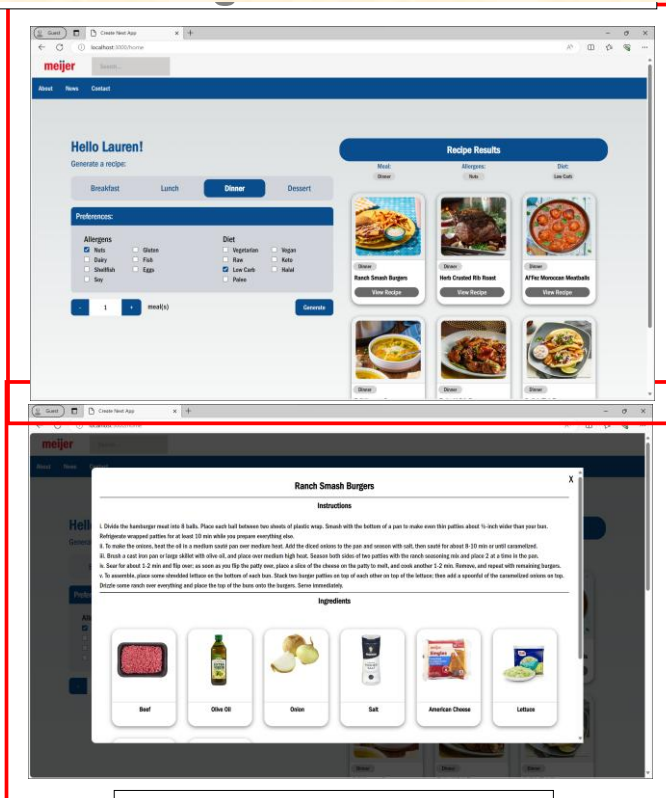 Guest
Create Next App
localhost:3000/home
meijer
Search...
About News Contact
Hello Lauren!
Generate a recipe:
Breakfast Lunch Dinner Dessert
Preferences:
Allergens
Nuts Gluten
Dairy Fish
Shellfish Eggs
Soy
Diet
Vegetarian Vegan
Raw Keto
Low Carb Halal
Paleo
- 1 + meal(s) Generate
Recipe Results
Meal: Allergens: Diet:
Dinner Nuts Low Carb
Dinner Dinner Dinner
Ranch Smash Burgers Herb Crusted Rib Roast Al'Fez Moroccan Meatballs
View Recipe View Recipe View Recipe
Dinner Dinner Dinner
Guest
Create Next App
localhost:3000/home
meijer
Ranch Smash Burgers
X
Instructions
i. Divide the hamburger meat into 8 balls. Place each ball between two sheets of plastic wrap. Smash with the bottom of a pan to make even thin patties about ½-inch wider than your bun.
Refrigerate wrapped patties for at least 10 min while you prepare everything else.
ii. To make the onions, heat the oil in a medium sauté pan over medium heat. Add the diced onions to the pan and season with salt, then sauté for about 8-10 min or until caramelized.
iii. Brush a cast iron pan or large skillet with olive oil, and place over medium high heat. Season both sides of two patties with the ranch seasoning mix and place 2 at a time in the pan.
iv. Sear for about 1-2 min and flip over; as soon as you flip the patty over, place a slice of the cheese on the patty to melt, and cook another 1-2 min. Remove, and repeat with remaining burgers.
v. To assemble, place some shredded lettuce on the bottom of each bun. Stack two burger patties on top of each other on top of the lettuce; then add a spoonful of the caramelized onions on top.
Drizzle some ranch over everything and place the top of the buns onto the burgers. Serve immediately.
Ingredients
Beef Olive Oil Onion Salt American Cheese Lettuce
Dinner Dinner Dinner